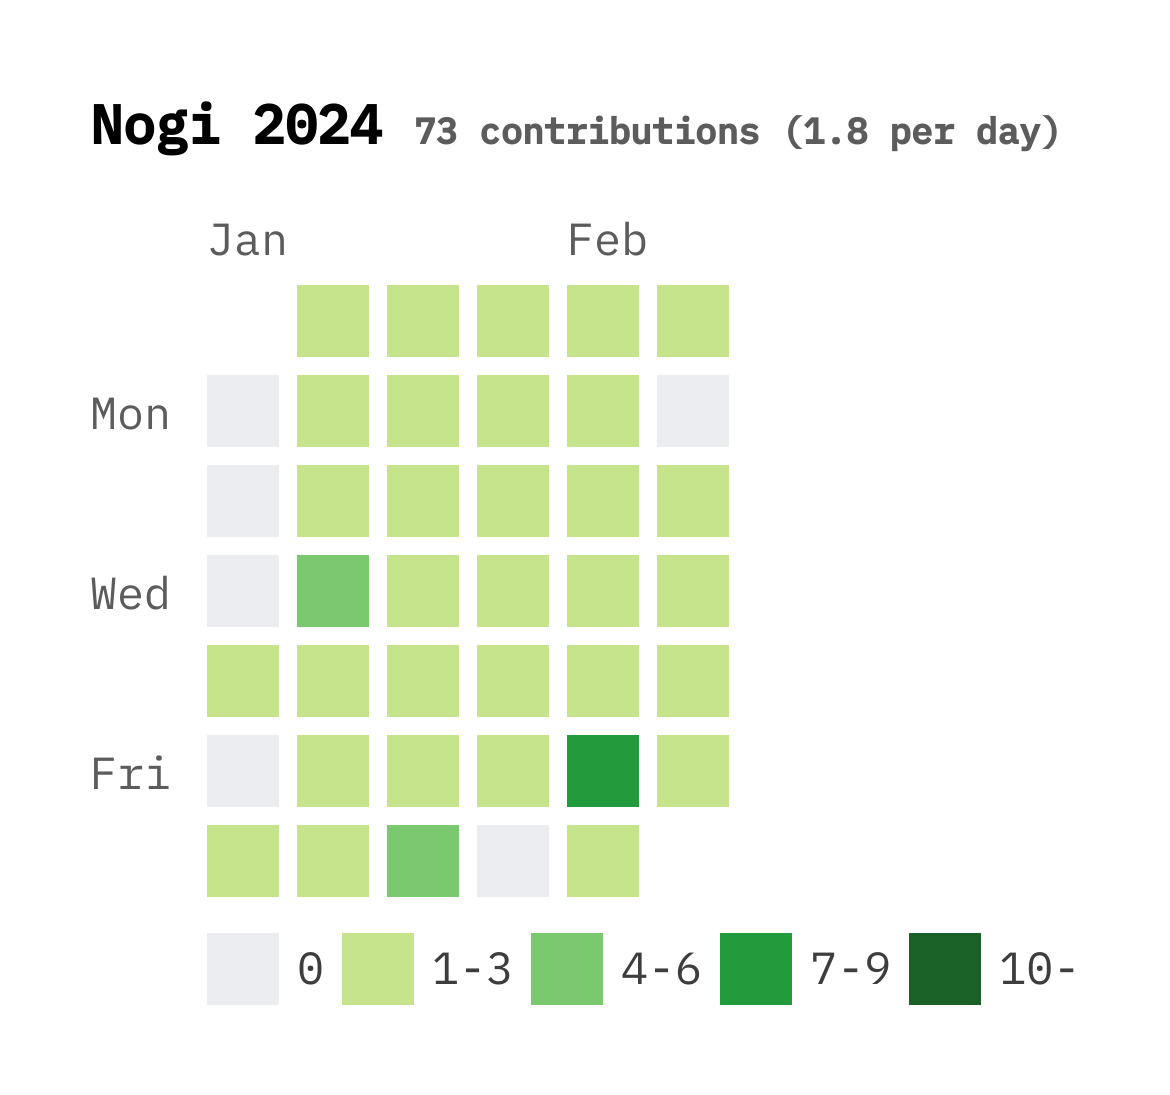 Nogi 2024 73 contributions (1.8 per day)
Jan Feb
Mon
Wed
Fri
0 1-3 4-6 7-9 10-